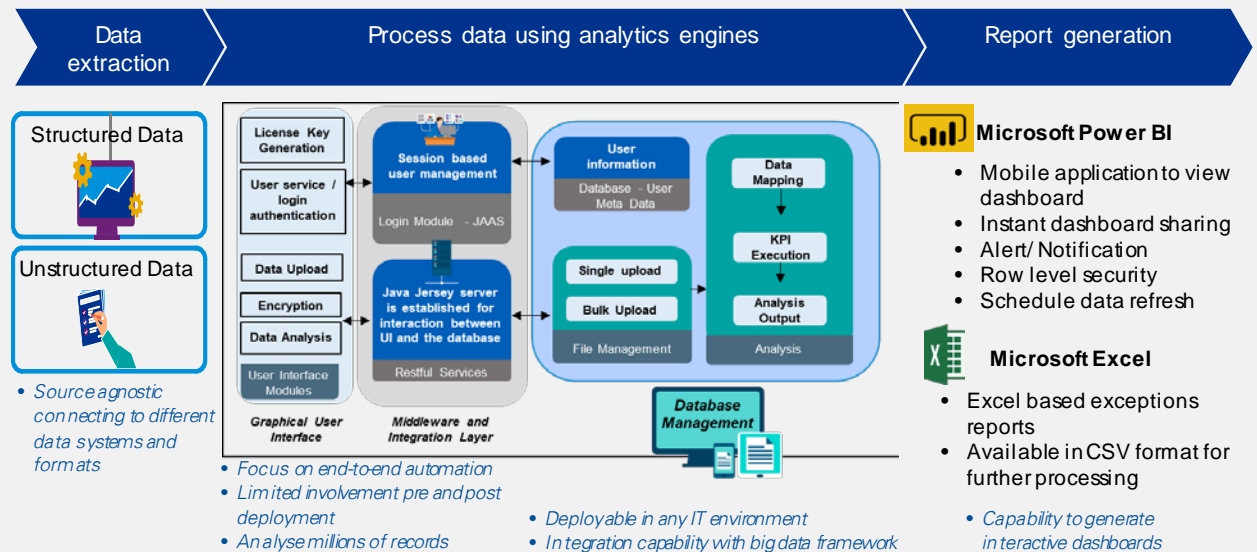 Data
extraction
Process data using analytics engines
Report generation
Structured Data
Unstructured Data
• Source agnostic
connecting to different
data systems and
formats
License Key
Generation
User service /
login
authentication
Data Upload
Encryption
Data Analysis
User Interface
Modules
Graphical User
Interface
Session based
user management
Login Module - JAAS
Java Jersey server
is established for
interaction between
UI and the database
Restful Services
Middleware and
Integration Layer
User
information
Database - User
Meta Data
Single upload
Bulk Upload
File Management
Data
Mapping
KPI
Execution
Analysis
Output
Analysis
Database
Management
• Focus on end-to-end automation
• Limited involvement pre and post
deployment
• Analyse millions of records
• Deployable in any IT environment
• Integration capability with big data framework
Microsoft Power BI
• Mobile application to view
dashboard
• Instant dashboard sharing
• Alert/ Notification
• Row level security
• Schedule data refresh
X
Microsoft Excel
• Excel based exceptions
reports
• Available in CSV format for
further processing
• Capability to generate
interactive dashboards